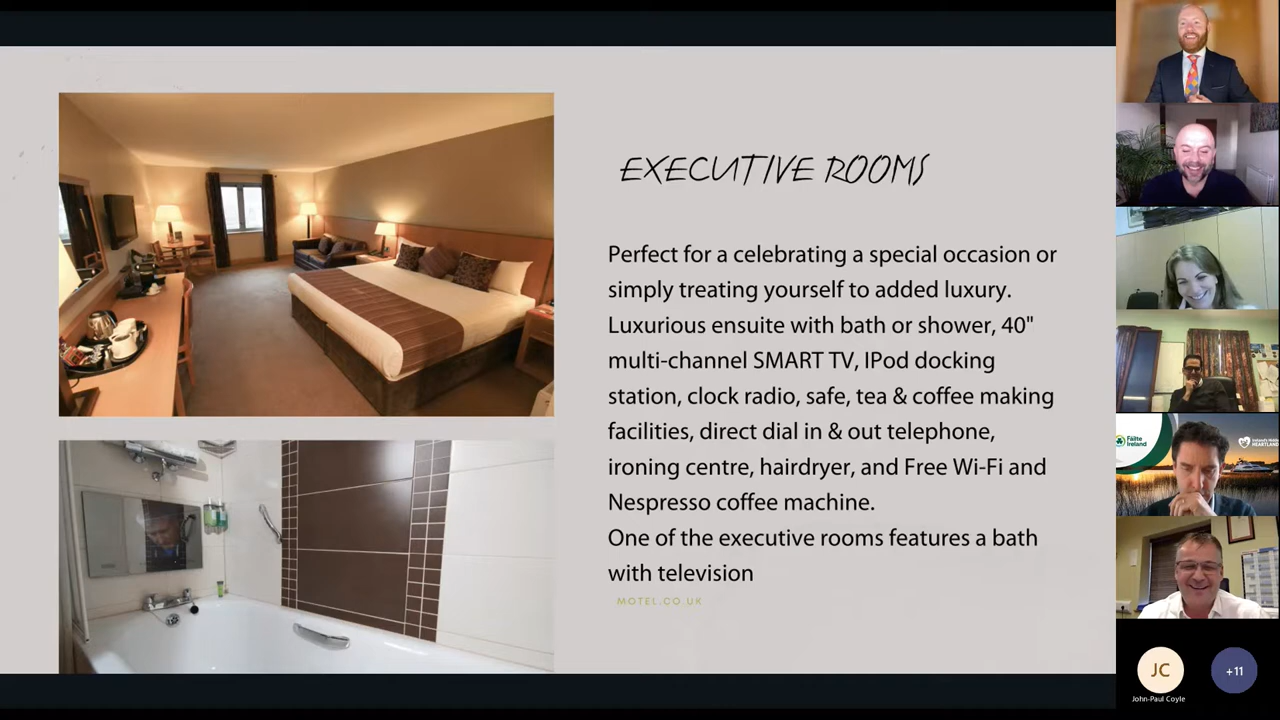 EXECUTIVE ROOMS
Perfect for a celebrating a special occasion or
simply treating yourself to added luxury.
Luxurious ensuite with bath or shower, 40"
multi-channel SMART TV, IPod docking
station, clock radio, safe, tea & coffee making
facilities, direct dial in & out telephone,
ironing centre, hairdryer, and Free Wi-Fi and
Nespresso coffee machine.
One of the executive rooms features a bath
with television
MOTEL.CO UK
Fáilte
Ireland
HEARTLAND
JC
+11
John-Paul Coyle